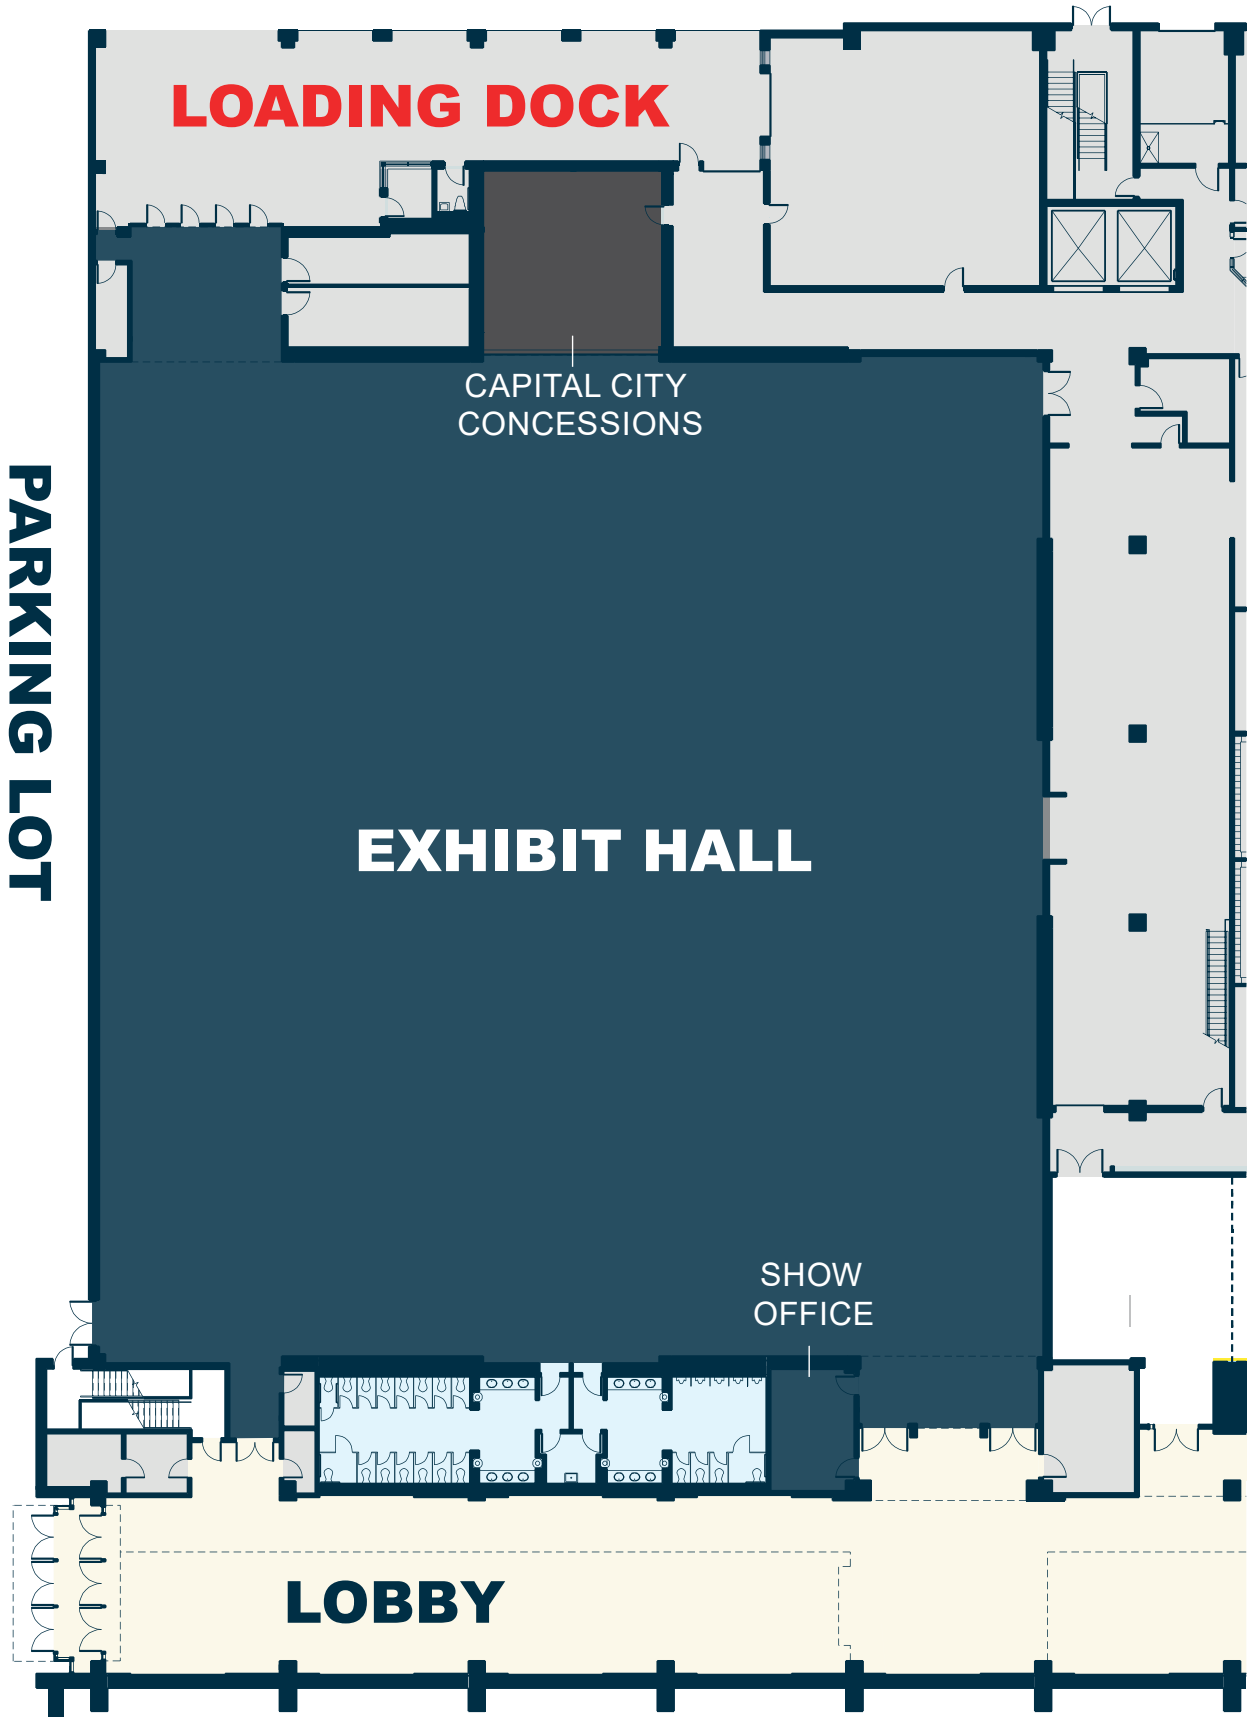 LOADING DOCK
CAPITAL CITY
CONCESSIONS
PARKING LOT
EXHIBIT HALL
SHOW
OFFICE
LOBBY